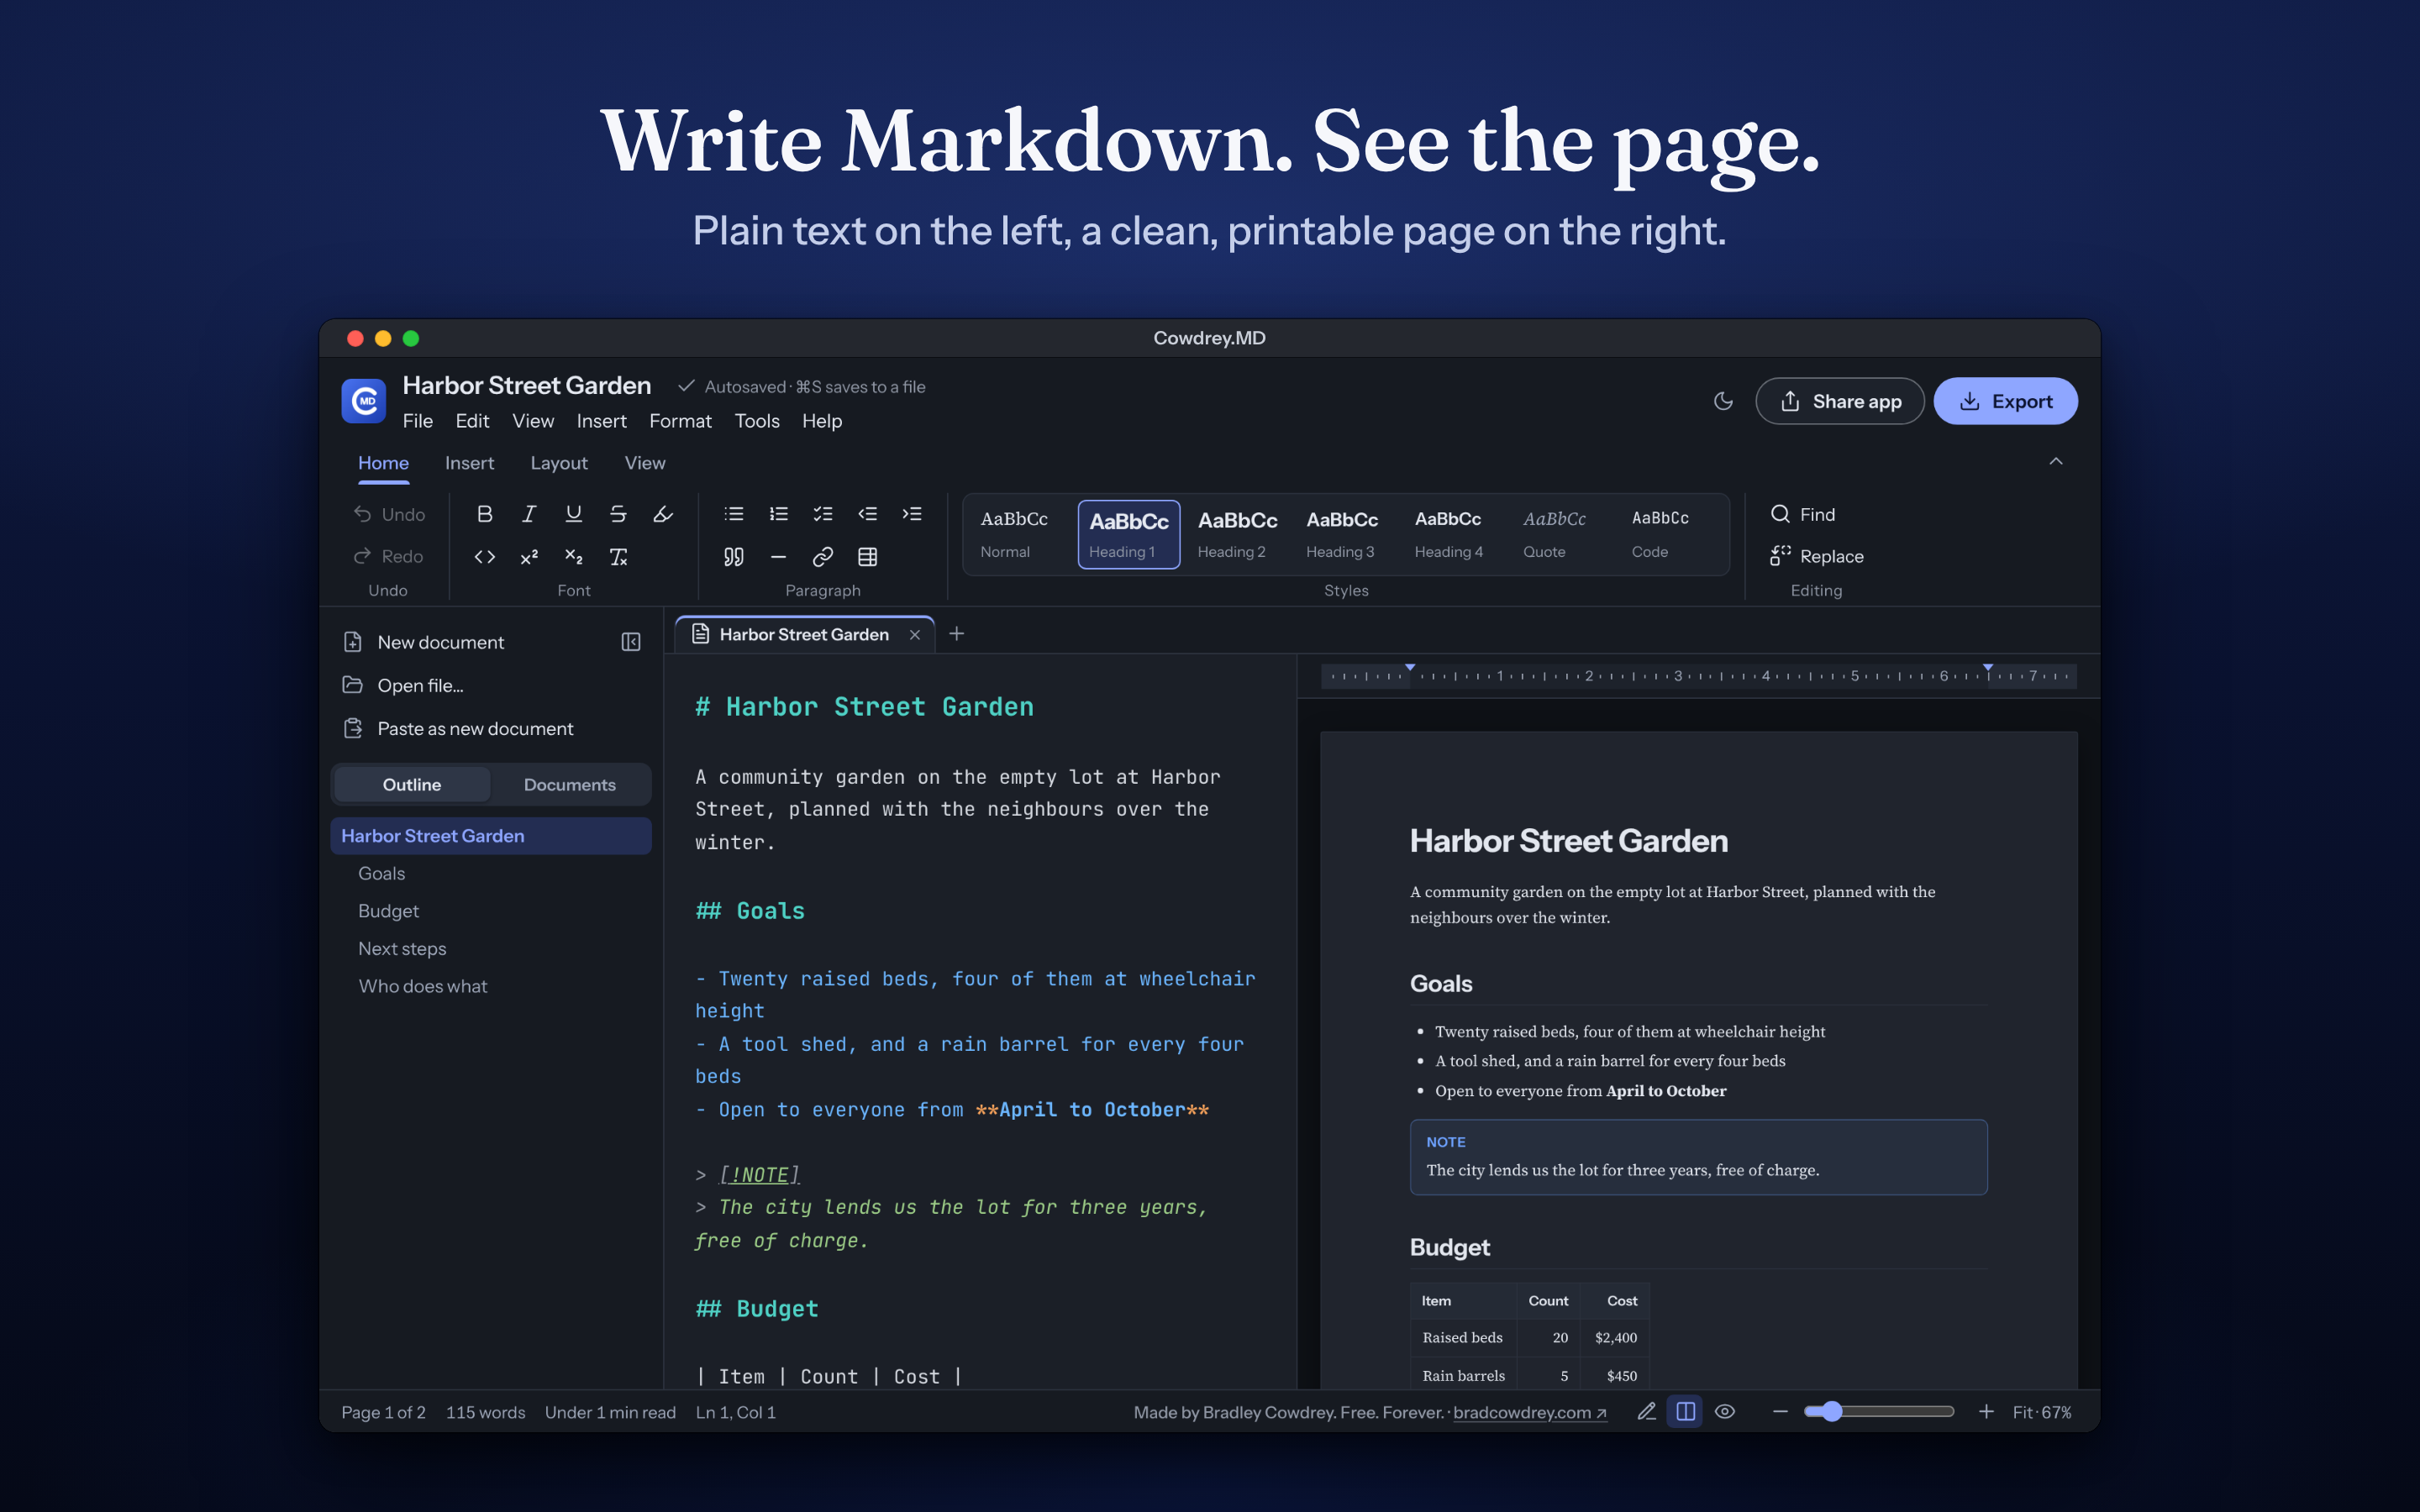 Write Markdown. See the page.
Plain text on the left, a clean, printable page on the right.
Cowdrey.MD
MD
Harbor Street Garden
Autosaved · ⌘S saves to a file
File Edit View Insert Format Tools Help
Share app
Export
Home Insert Layout View
Undo
Redo
Undo
Font
Paragraph
AaBbCc AaBbCc AaBbCc AaBbCc AaBbCc AaBbCc AaBbCc
Normal Heading 1 Heading 2 Heading 3 Heading 4 Quote Code
Styles
Find
Replace
Editing
New document
Open file...
Paste as new document
Outline Documents
Harbor Street Garden
Goals
Budget
Next steps
Who does what
Harbor Street Garden
# Harbor Street Garden
A community garden on the empty lot at Harbor
Street, planned with the neighbours over the
winter.
## Goals
- Twenty raised beds, four of them at wheelchair
height
- A tool shed, and a rain barrel for every four
beds
- Open to everyone from **April to October**
> [!NOTE]
> The city lends us the lot for three years,
free of charge.
## Budget
| Item | Count | Cost |
1 2 3 4 5 6 7
Harbor Street Garden
A community garden on the empty lot at Harbor Street, planned with the
neighbours over the winter.
Goals
• Twenty raised beds, four of them at wheelchair height
• A tool shed, and a rain barrel for every four beds
• Open to everyone from April to October
NOTE
The city lends us the lot for three years, free of charge.
Budget
Item Count Cost
Raised beds 20 $2,400
Rain barrels 5 $450
Page 1 of 2 115 words Under 1 min read Ln 1, Col 1
Made by Bradley Cowdrey. Free. Forever. · bradcowdrey.com ↗
Fit · 67%